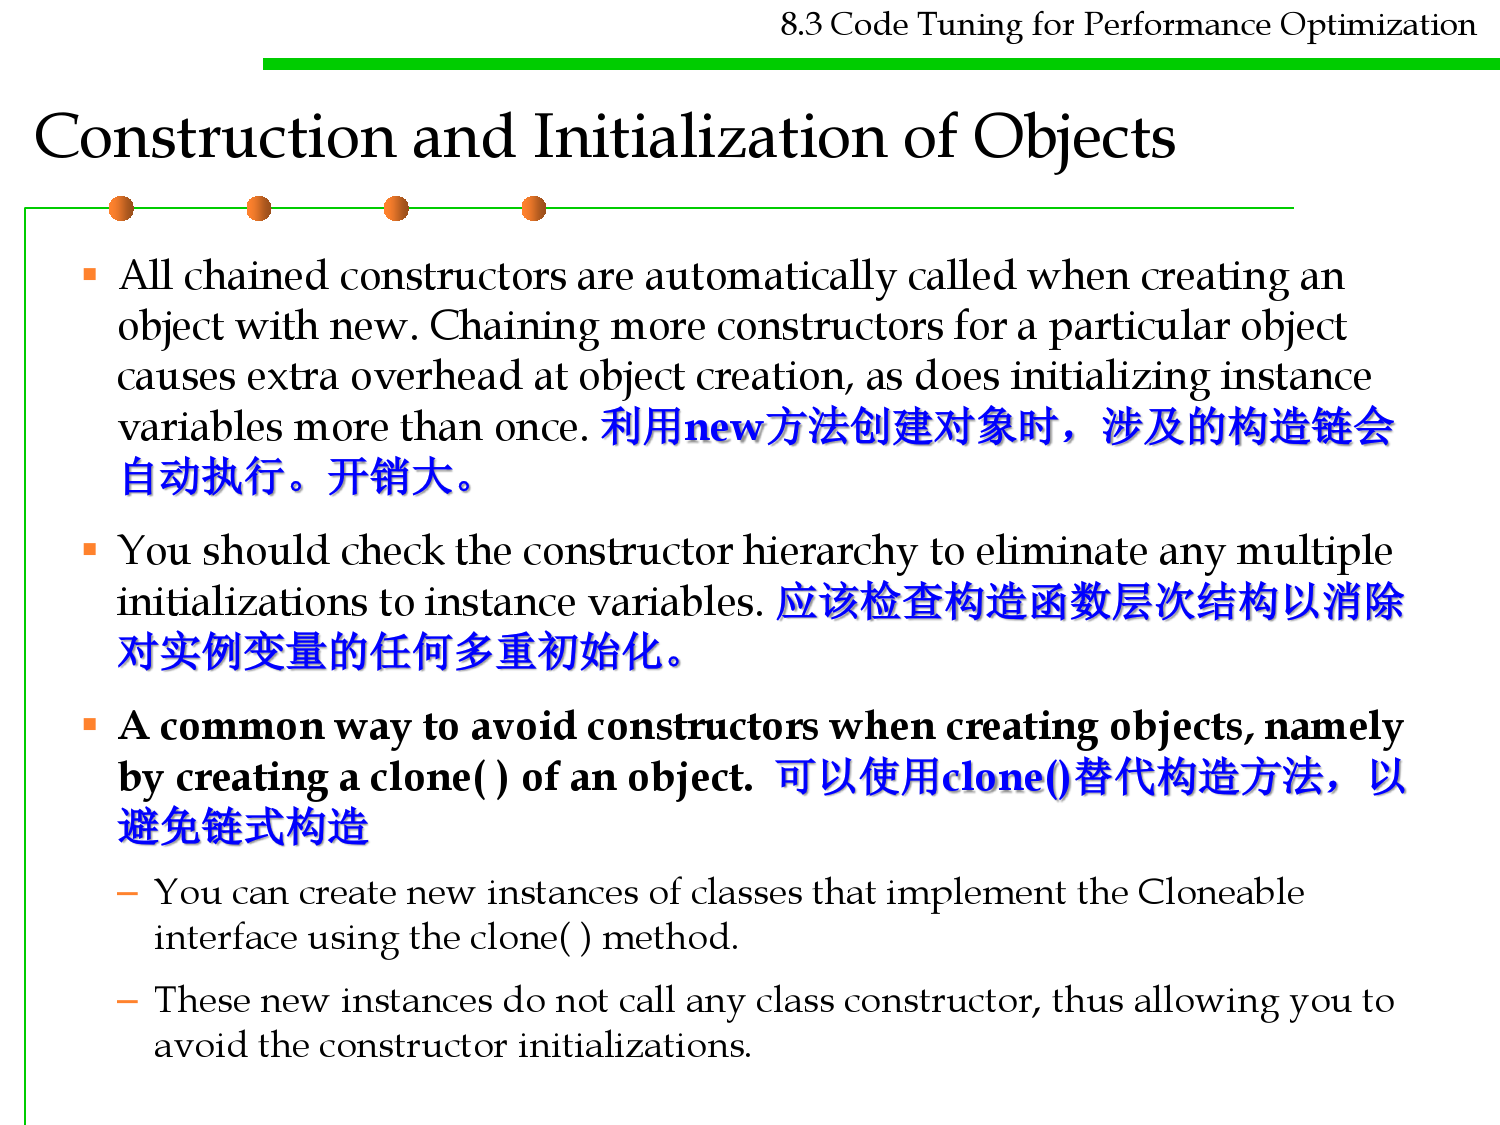 8.3 Code Tuning for Performance Optimization
Construction and Initialization of Objects
▪ All chained constructors are automatically called when creating an
object with new. Chaining more constructors for a particular object
causes extra overhead at object creation, as does initializing instance
variables more than once. 利用new方法创建对象时，涉及的构造链会
自动执行。开销大。
▪ You should check the constructor hierarchy to eliminate any multiple
initializations to instance variables. 应该检查构造函数层次结构以消除
对实例变量的任何多重初始化。
▪ A common way to avoid constructors when creating objects, namely
by creating a clone( ) of an object. 可以使用clone()替代构造方法，以
避免链式构造
– You can create new instances of classes that implement the Cloneable
interface using the clone( ) method.
– These new instances do not call any class constructor, thus allowing you to
avoid the constructor initializations.